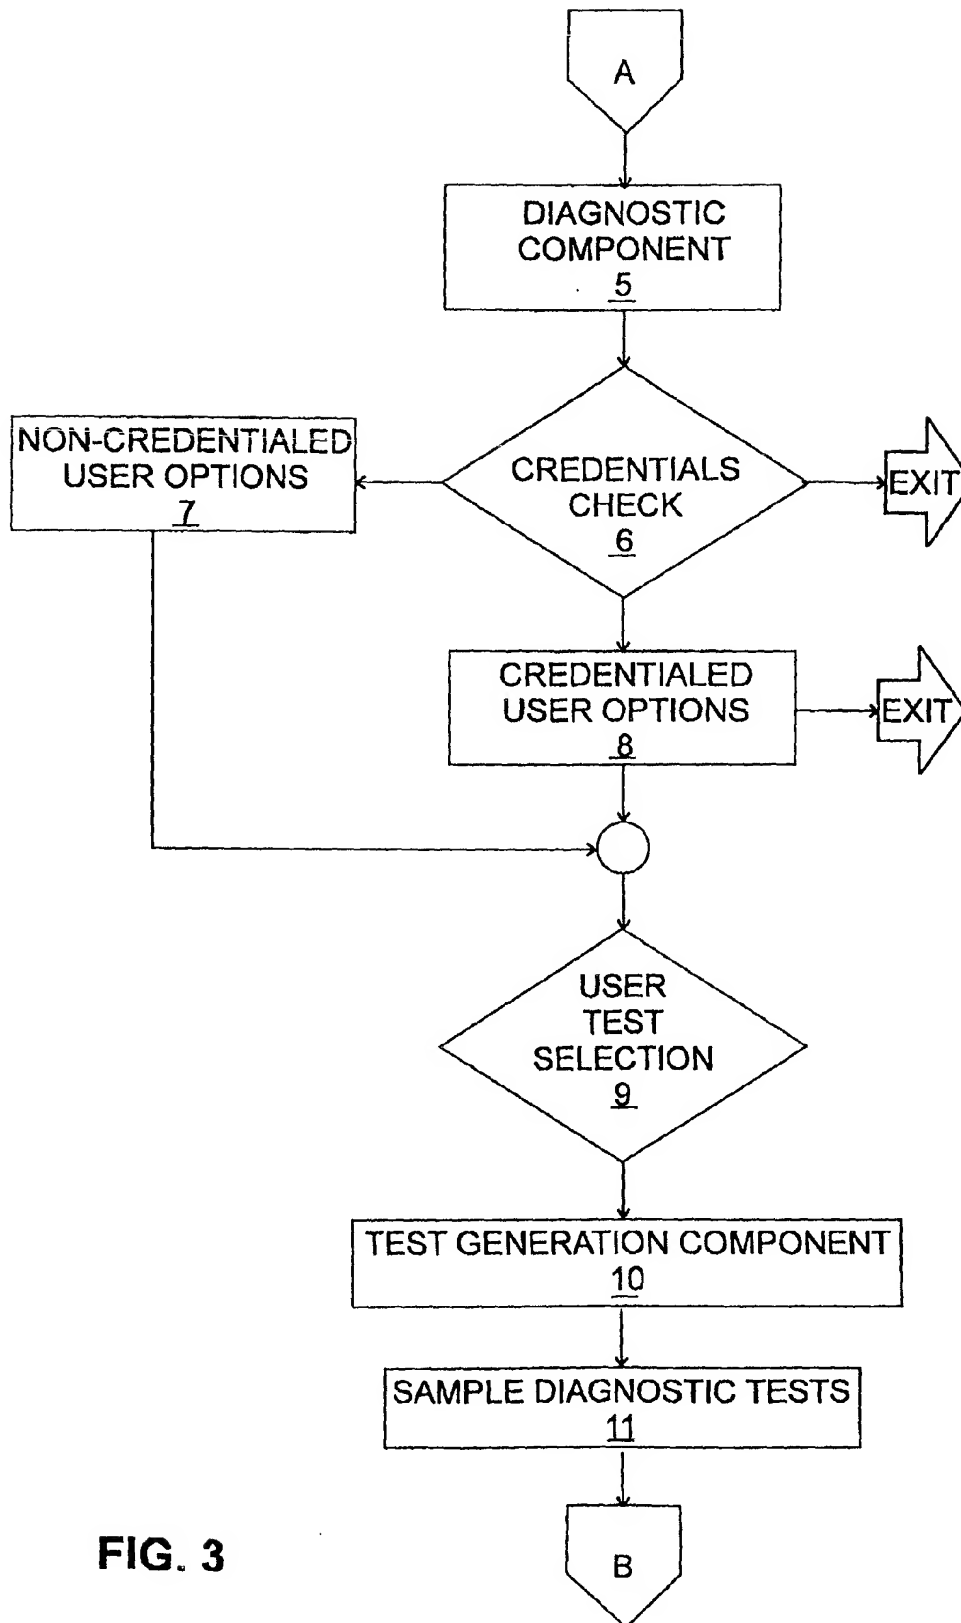 A
DIAGNOSTIC
COMPONENT
5
NON-CREDENTIALED
USER OPTIONS
7
CREDENTIALS
CHECK
6
EXIT
CREDENTIALED
USER OPTIONS
8
EXIT
USER
TEST
SELECTION
9
TEST GENERATION COMPONENT
10
SAMPLE DIAGNOSTIC TESTS
11
FIG. 3
B